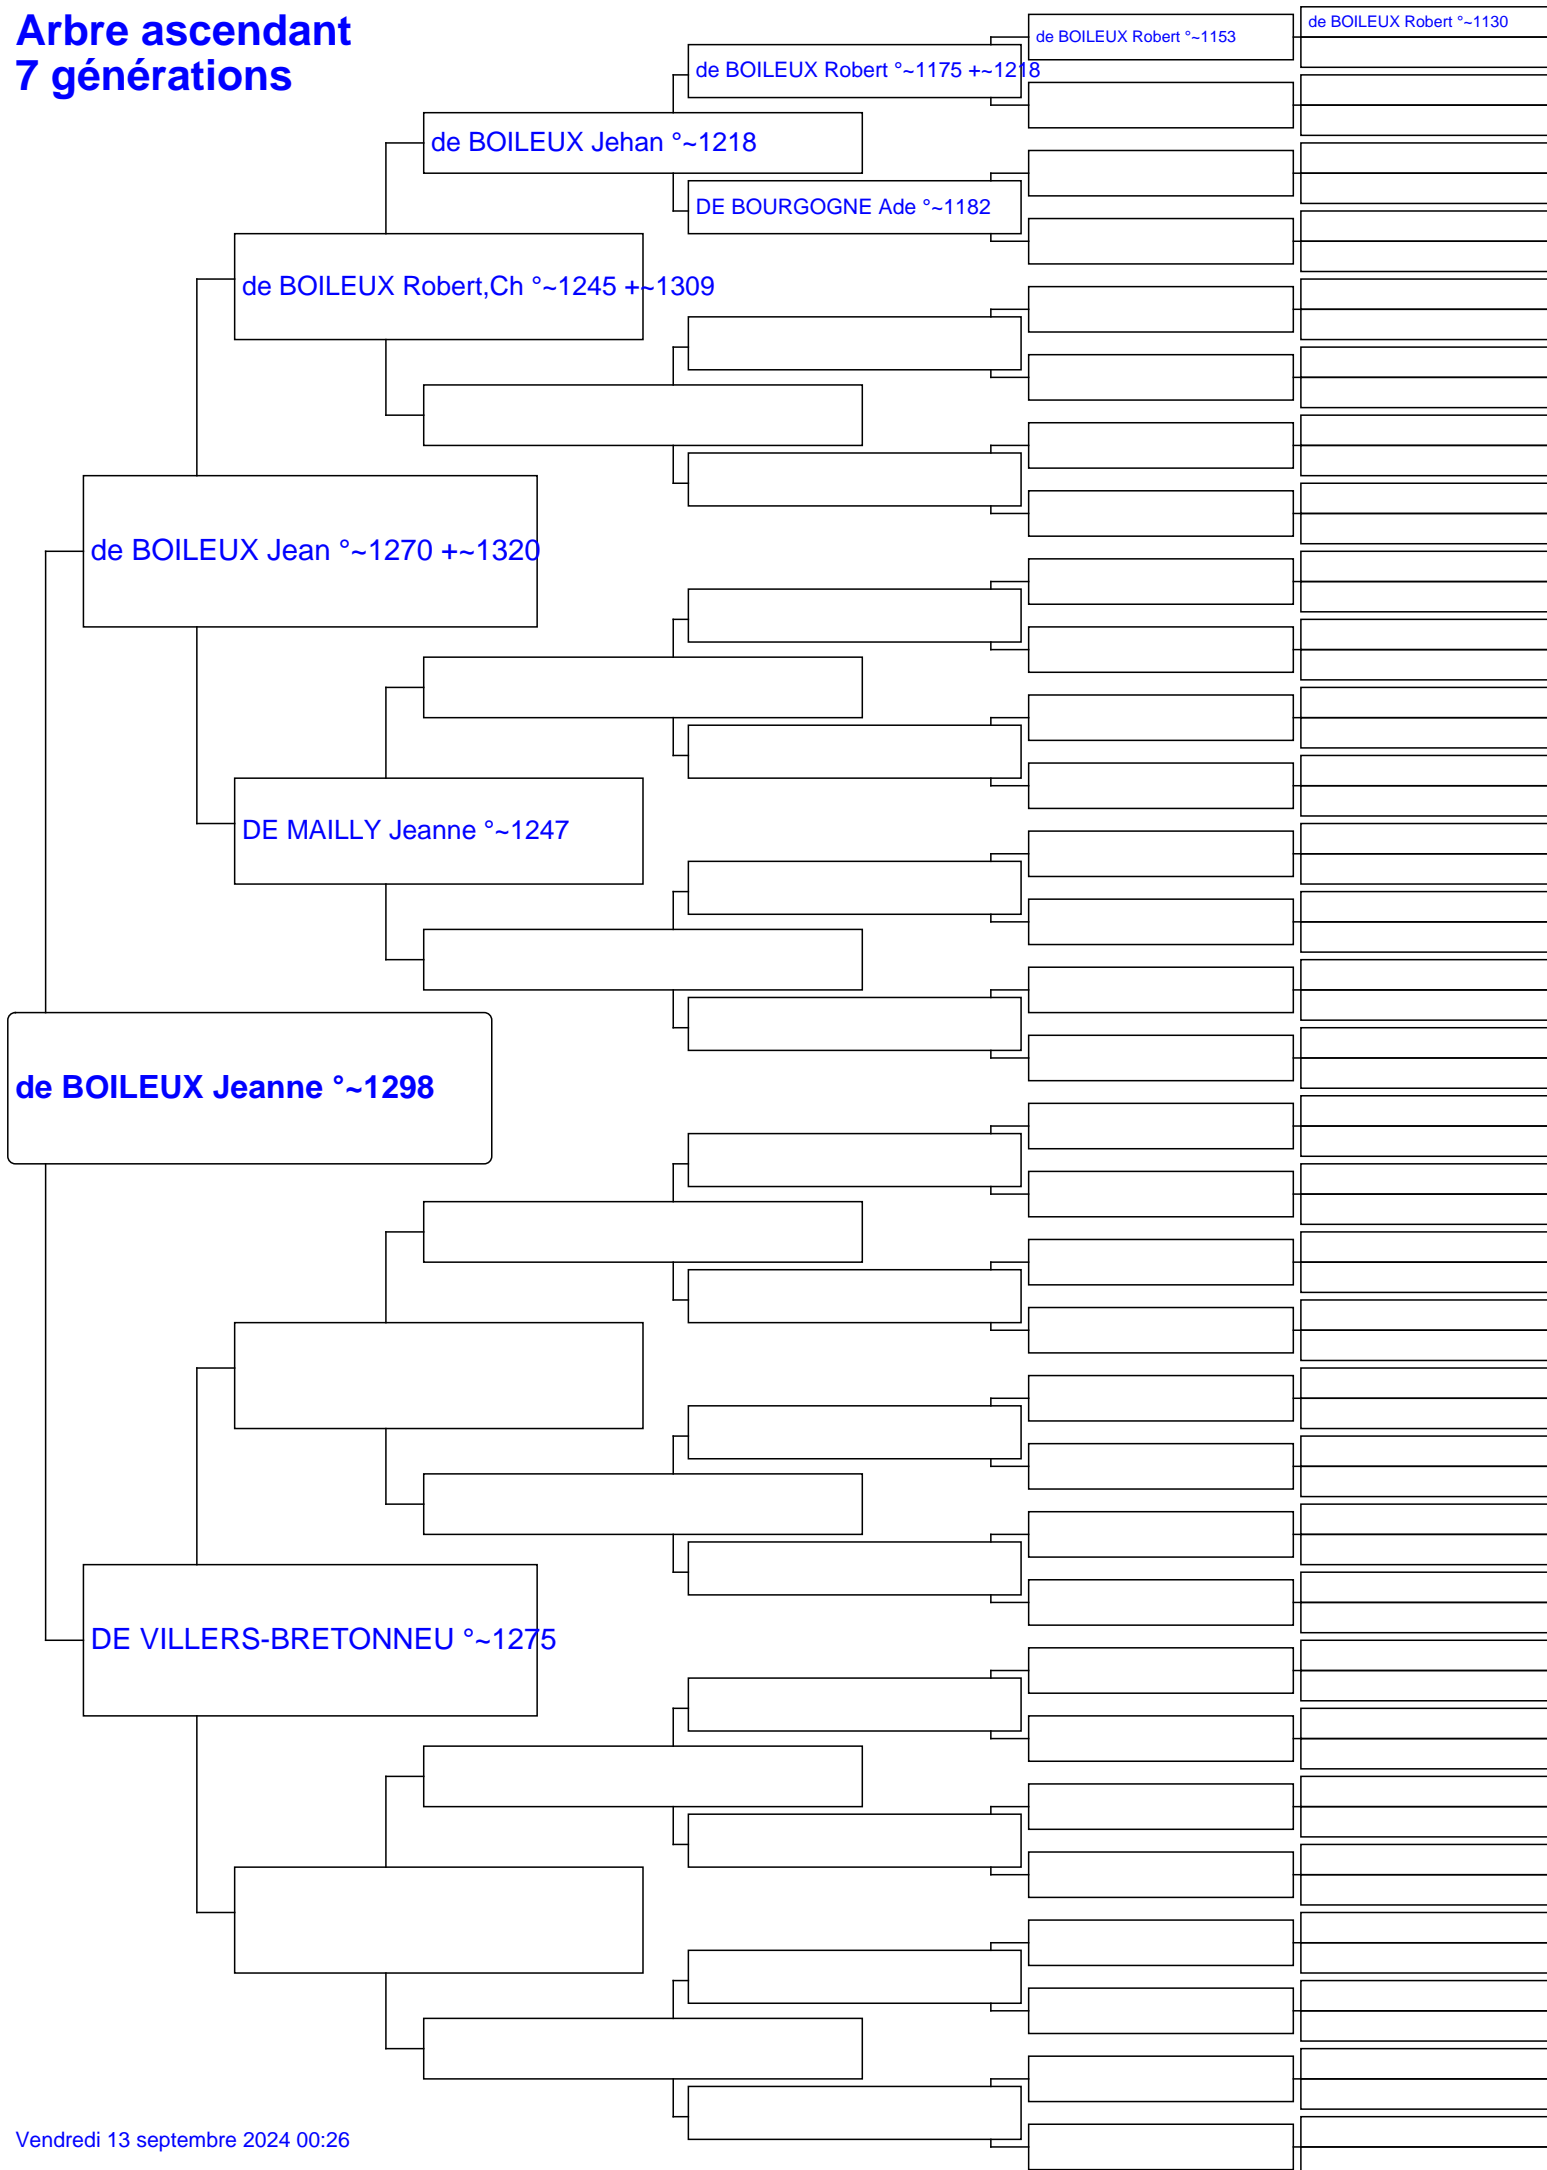 Arbre ascendant
7 générations
de BOILEUX Robert °~1130
de BOILEUX Robert °~1153
de BOILEUX Robert °~1175 +~1218
de BOILEUX Jehan °~1218
DE BOURGOGNE Ade °~1182
de BOILEUX Robert,Ch °~1245 +~1309
de BOILEUX Jean °~1270 +~1320
DE MAILLY Jeanne °~1247
de BOILEUX Jeanne °~1298
DE VILLERS-BRETONNEU °~1275
Vendredi 13 septembre 2024 00:26